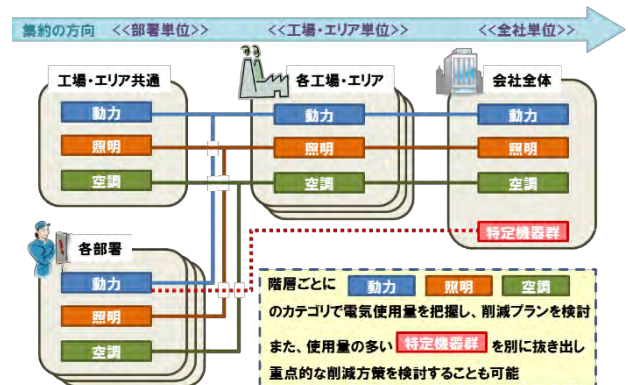 集約の方向 <<部署単位>> <<工場・エリア単位>> <<全社単位>>
工場・エリア共通
動力
照明
空調
各工場・エリア
動力
照明
空調
会社全体
動力
照明
空調
特定機器群
各部署
動力
照明
空調
階層ごとに 動力 照明 空調
のカテゴリで電気使用量を把握し、削減プランを検討
また、使用量の多い 特定機器群 を別に抜き出し
重点的な削減方策を検討することも可能